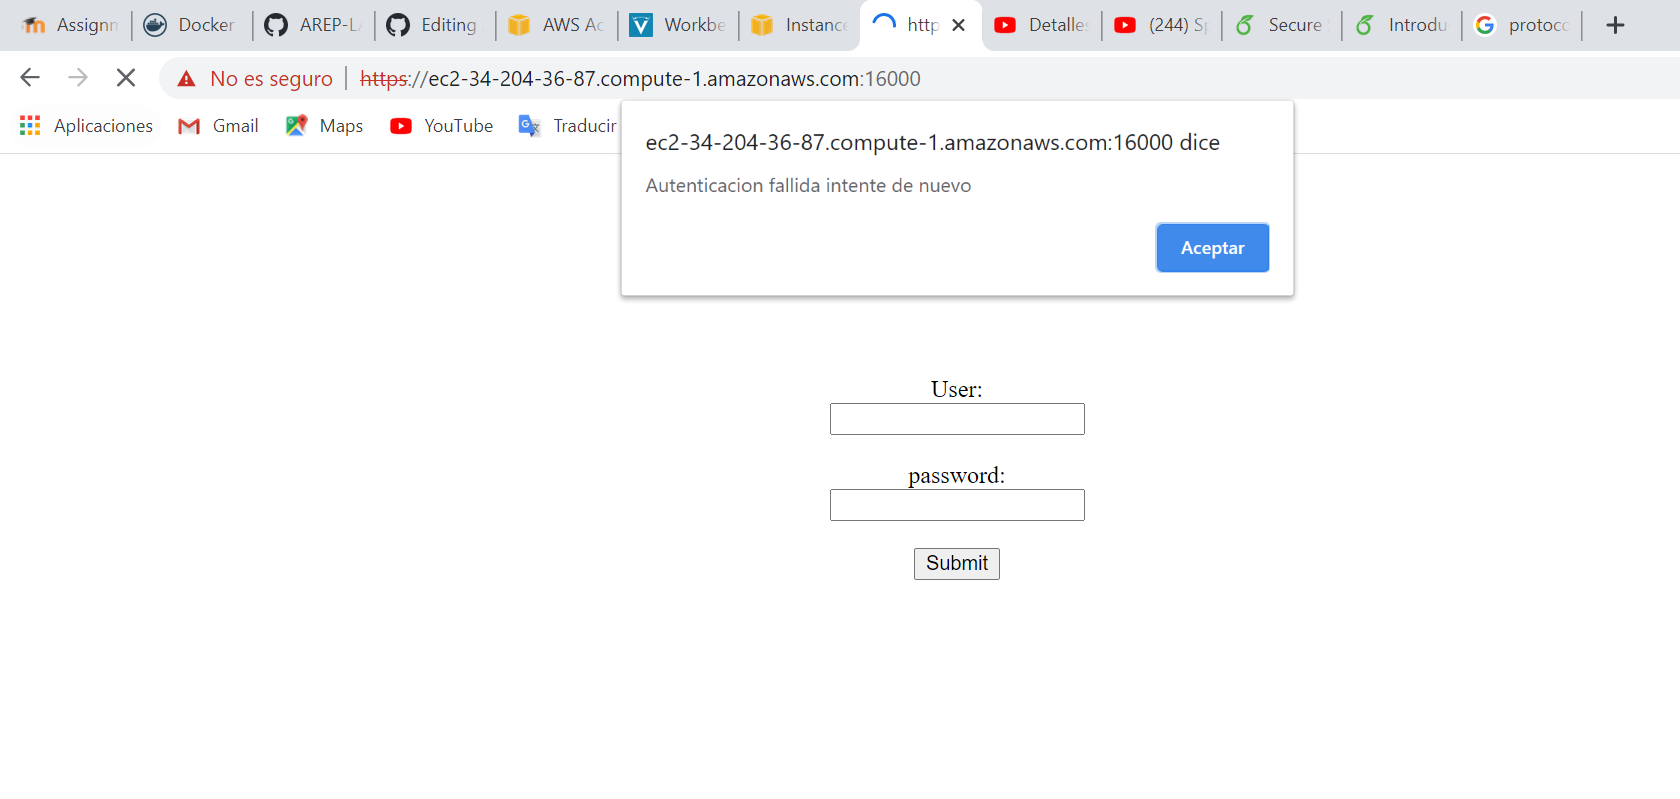 Assignm Docker AREP-LA Editing AWS Ac Workbe Instance http Detalles (244) Sp Secure Introdu protoco
No es seguro | https://ec2-34-204-36-87.compute-1.amazonaws.com:16000
Aplicaciones Gmail Maps YouTube Traducir
ec2-34-204-36-87.compute-1.amazonaws.com:16000 dice
Autenticacion fallida intente de nuevo
Aceptar
User:
password:
Submit